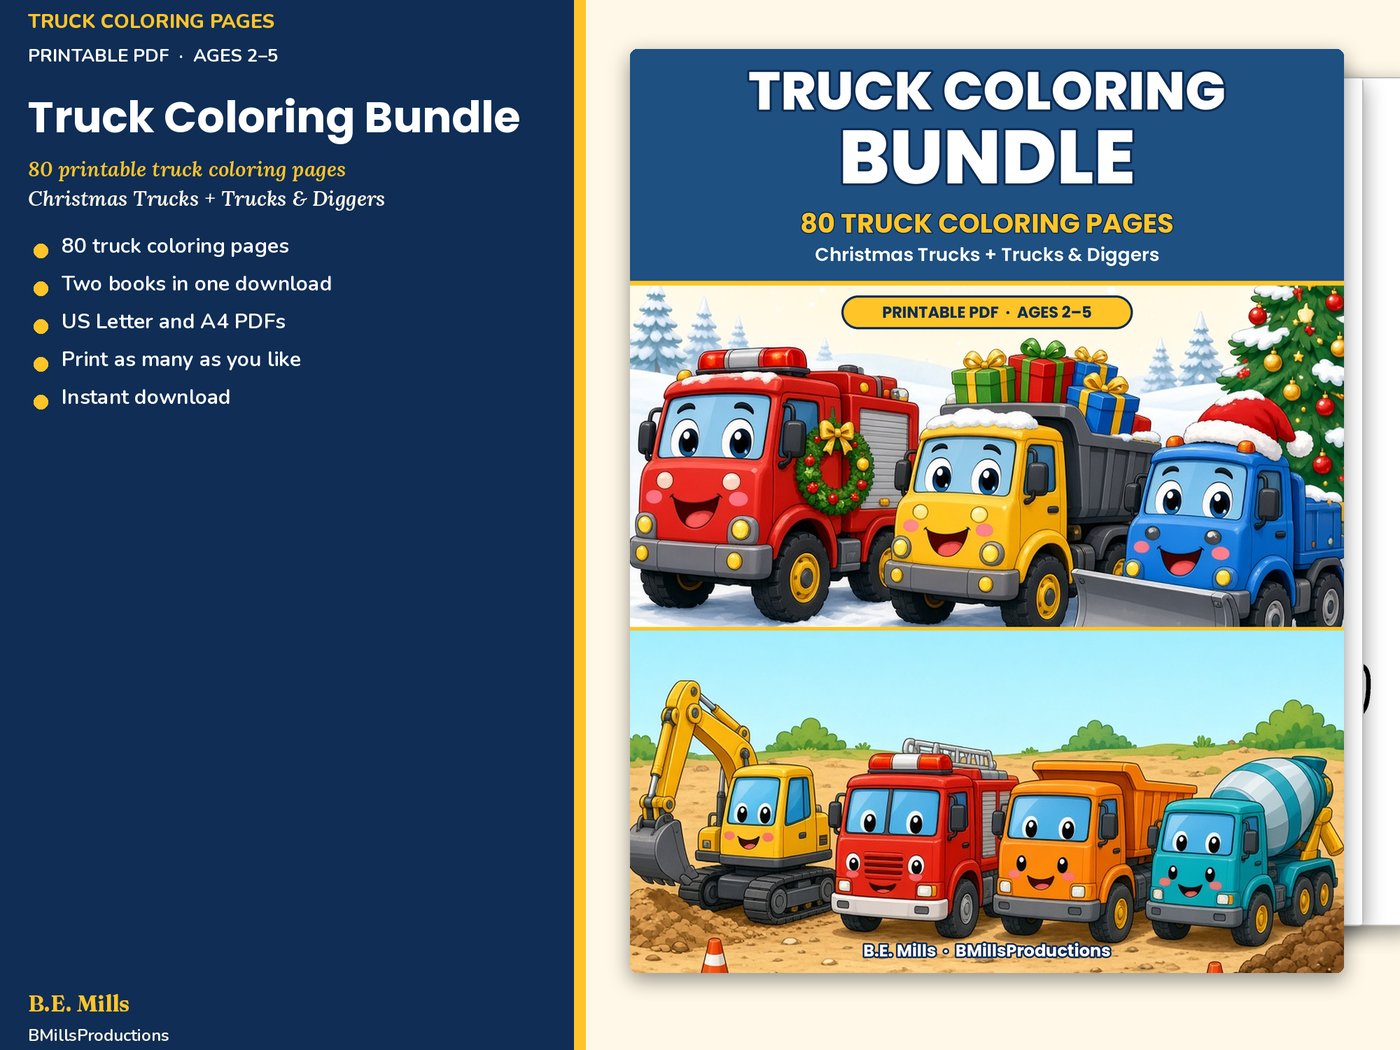 TRUCK COLORING PAGES
PRINTABLE PDF · AGES 2–5
Truck Coloring Bundle
80 printable truck coloring pages
Christmas Trucks + Trucks & Diggers
80 truck coloring pages
Two books in one download
US Letter and A4 PDFs
Print as many as you like
Instant download
B.E. Mills
BMillsProductions
TRUCK COLORING
BUNDLE
80 TRUCK COLORING PAGES
Christmas Trucks + Trucks & Diggers
PRINTABLE PDF · AGES 2–5
B.E. Mills · BMillsProductions